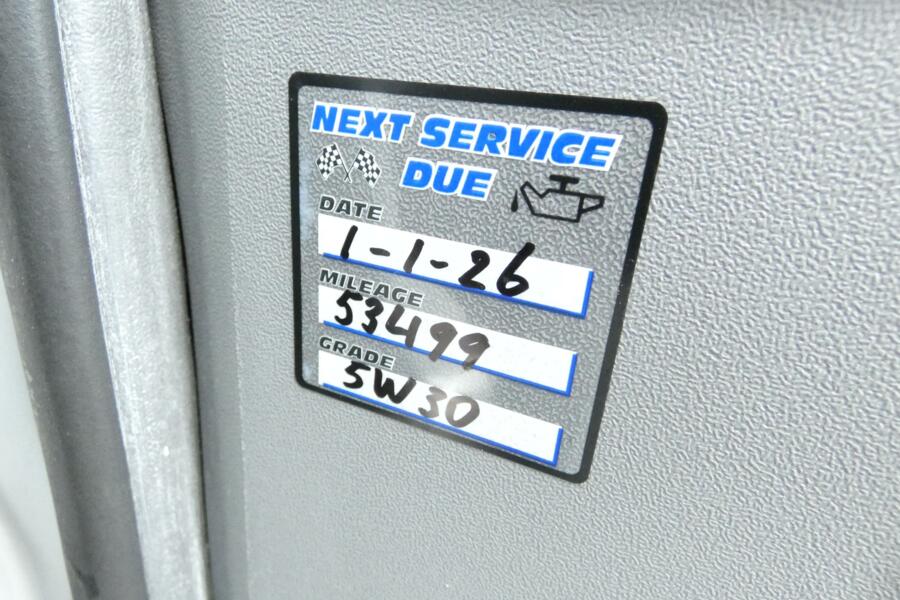 NEXT SERVICE
DUE
DATE
1-1-26
MILEAGE
53499
GRADE
5W30